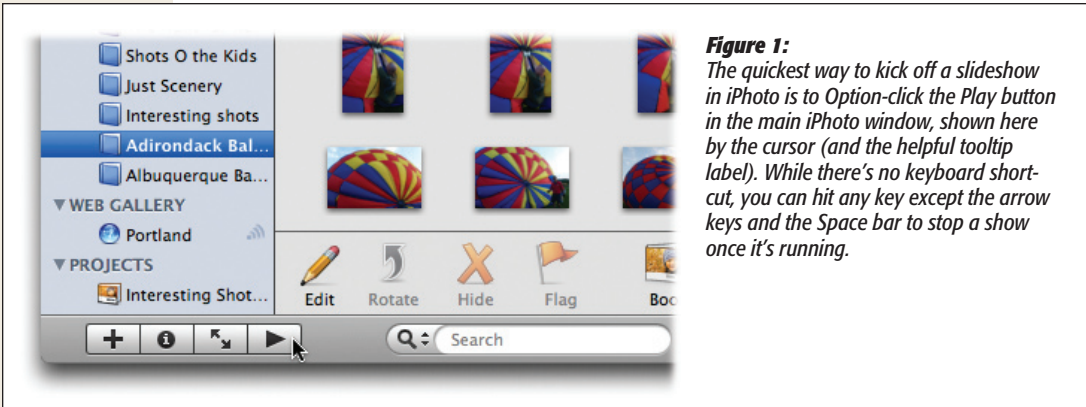 Shots O the Kids
Just Scenery
Interesting shots
Adirondack Bal...
Albuquerque Ba...
WEB GALLERY
Portland
PROJECTS
Interesting Shot...
Edit
Rotate
Hide
Flag
Boo
Search
Figure 1:
The quickest way to kick off a slideshow
in iPhoto is to Option-click the Play button
in the main iPhoto window, shown here
by the cursor (and the helpful tooltip
label). While there's no keyboard short-
cut, you can hit any key except the arrow
keys and the Space bar to stop a show
once it's running.